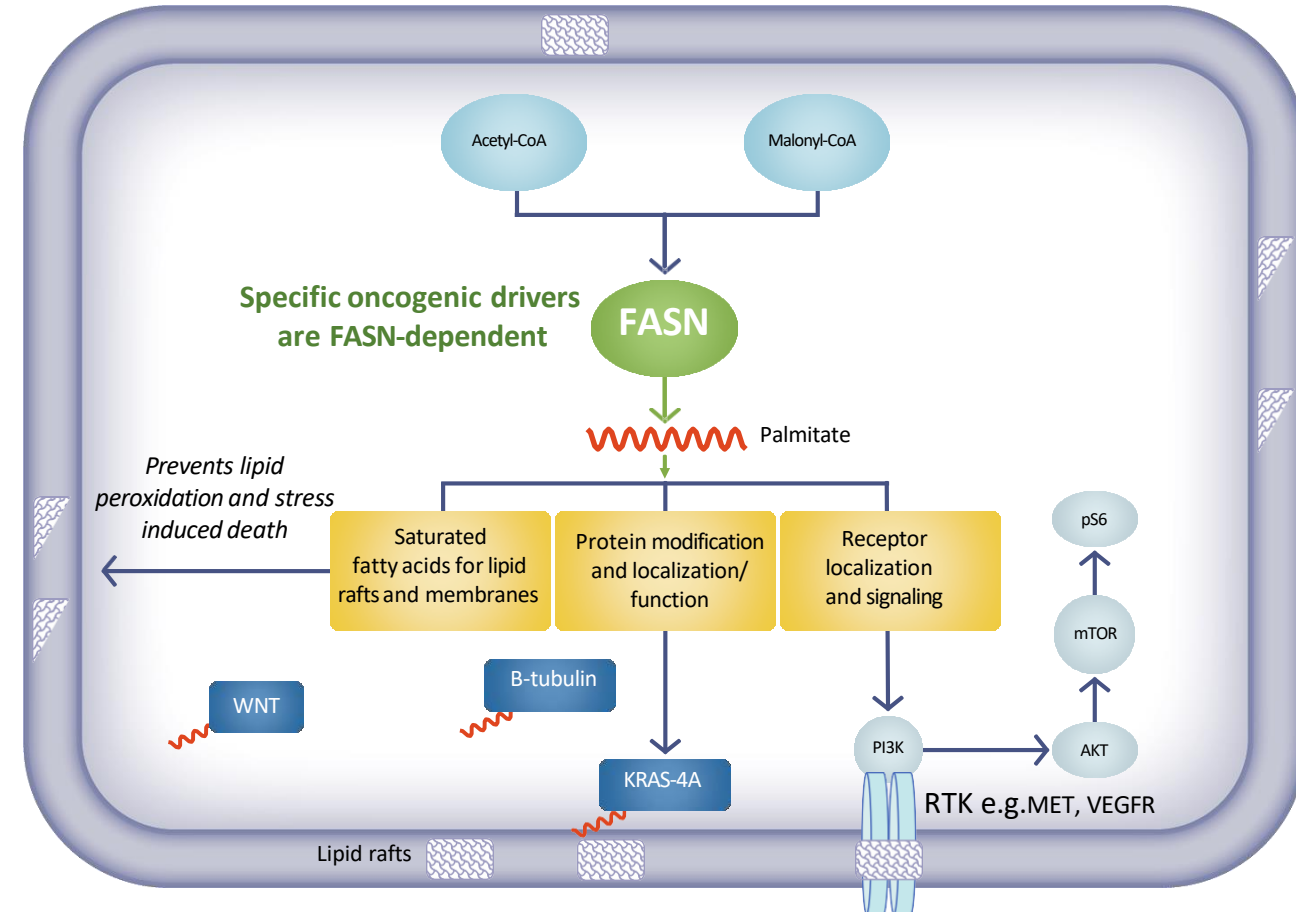 Acetyl-CoA
Malonyl-CoA
Specific oncogenic drivers
are FASN-dependent
FASN
Palmitate
Prevents lipid
peroxidation and stress
induced death
Saturated
fatty acids for lipid
rafts and membranes
Protein modification
and localization/
function
Receptor
localization
and signaling
pS6
mTOR
AKT
PI3K
WNT
B-tubulin
KRAS-4A
RTK e.g.MET, VEGFR
Lipid rafts